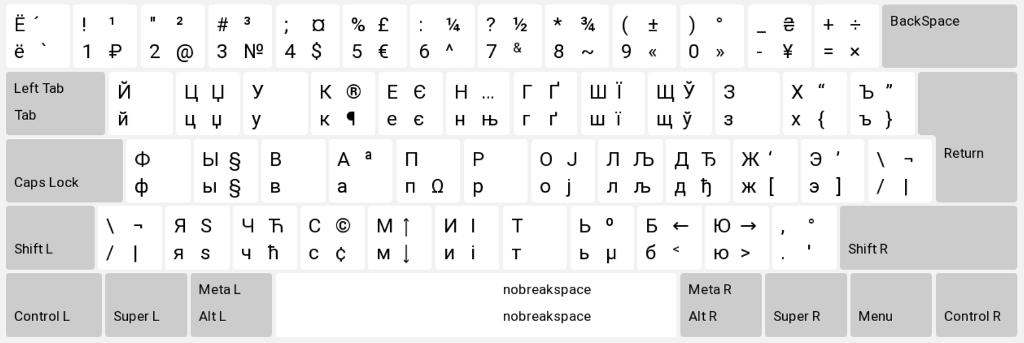 Ё ´ ! ¹ " ² # ³ ; ¤ % £ : ¼ ? ½ * ¾ ( ± ) ° _ ₴ + ÷ BackSpace
ё ` 1 ₽ 2 @ 3 № 4 $ 5 € 6 ^ 7 & 8 ~ 9 « 0 » - ¥ = ×
Left Tab Й Ц Џ У К ® Е Є Н … Г Ґ Ш Ї Щ Ў З Х “ Ъ ”
Tab й ц џ у к ¶ е є н њ г ґ ш ї щ ў з х { ъ }
Ф Ы § В А ª П Р О Ј Л Љ Д Ђ Ж ‘ Э ’ \ ¬ Return
Caps Lock ф ы § в а п Ω р о ј л љ д ђ ж [ э ] / |
\ ¬ Я Ѕ Ч Ћ С © М ↑ И І Т Ь º Б ← Ю → , °
Shift L / | я ѕ ч ћ с ¢ м ↓ и і т ь µ б < ю > . ' Shift R
Meta L nobreakspace Meta R
Control L Super L Alt L nobreakspace Alt R Super R Menu Control R